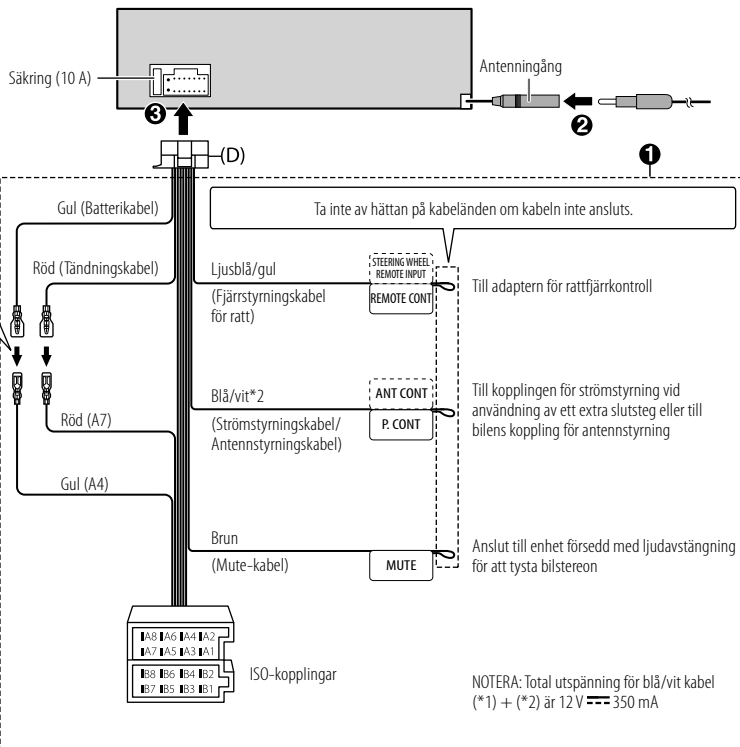 Säkring (10 A)
Antenningång
❸
❷
(D)
❶
Gul (Batterikabel)
Ta inte av hättan på kabeländen om kabeln inte ansluts.
Röd (Tändningskabel)
Ljusblå/gul
(Fjärrstyrningskabel
för ratt)
STEERING WHEEL
REMOTE INPUT
REMOTE CONT
Till adaptern för rattfjärrkontroll
Blå/vit*2
(Strömstyrningskabel/
Antennstyrningskabel)
ANT CONT
P. CONT
Till kopplingen för strömstyrning vid
användning av ett extra slutsteg eller till
bilens koppling för antennstyrning
Röd (A7)
Gul (A4)
Brun
(Mute-kabel)
MUTE
Anslut till enhet försedd med ljudavstängning
för att tysta bilstereon
A8 A6 A4 A2
A7 A5 A3 A1
B8 B6 B4 B2
B7 B5 B3 B1
ISO-kopplingar
NOTERA: Total utspänning för blå/vit kabel
(*1) + (*2) är 12 V ⎓ 350 mA